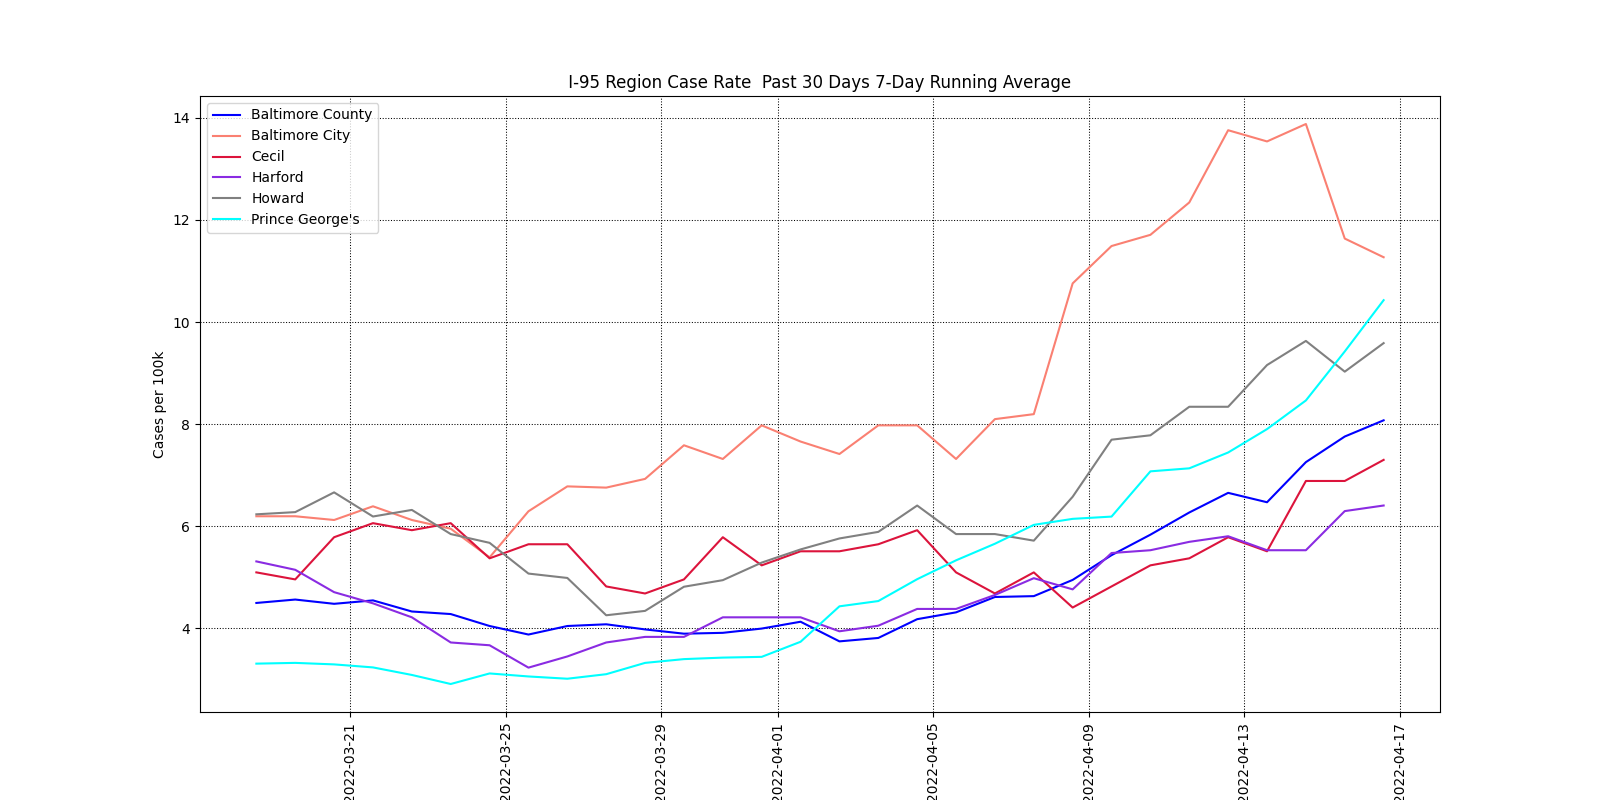 I-95 Region Case Rate  Past 30 Days 7-Day Running Average
Baltimore County
Baltimore City
Cecil
Harford
Howard
Prince George's
Cases per 100k
14
12
10
8
6
4
2022-03-21
2022-03-25
2022-03-29
2022-04-01
2022-04-05
2022-04-09
2022-04-13
2022-04-17